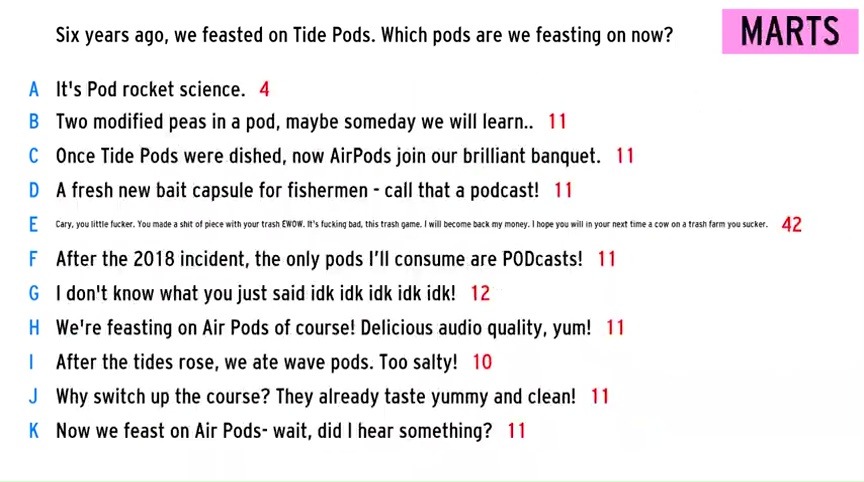 Six years ago, we feasted on Tide Pods. Which pods are we feasting on now?
MARTS
A It's Pod rocket science. 4
B Two modified peas in a pod, maybe someday we will learn.. 11
C Once Tide Pods were dished, now AirPods join our brilliant banquet. 11
D A fresh new bait capsule for fishermen - call that a podcast! 11
E Cary, you little fucker. You made a shit of piece with your trash EWOW. It's fucking bad, this trash game. I will become back my money. I hope you will in your next time a cow on a trash farm you sucker. 42
F After the 2018 incident, the only pods I'll consume are PODcasts! 11
G I don't know what you just said idk idk idk idk idk! 12
H We're feasting on Air Pods of course! Delicious audio quality, yum! 11
I After the tides rose, we ate wave pods. Too salty! 10
J Why switch up the course? They already taste yummy and clean! 11
K Now we feast on Air Pods- wait, did I hear something? 11